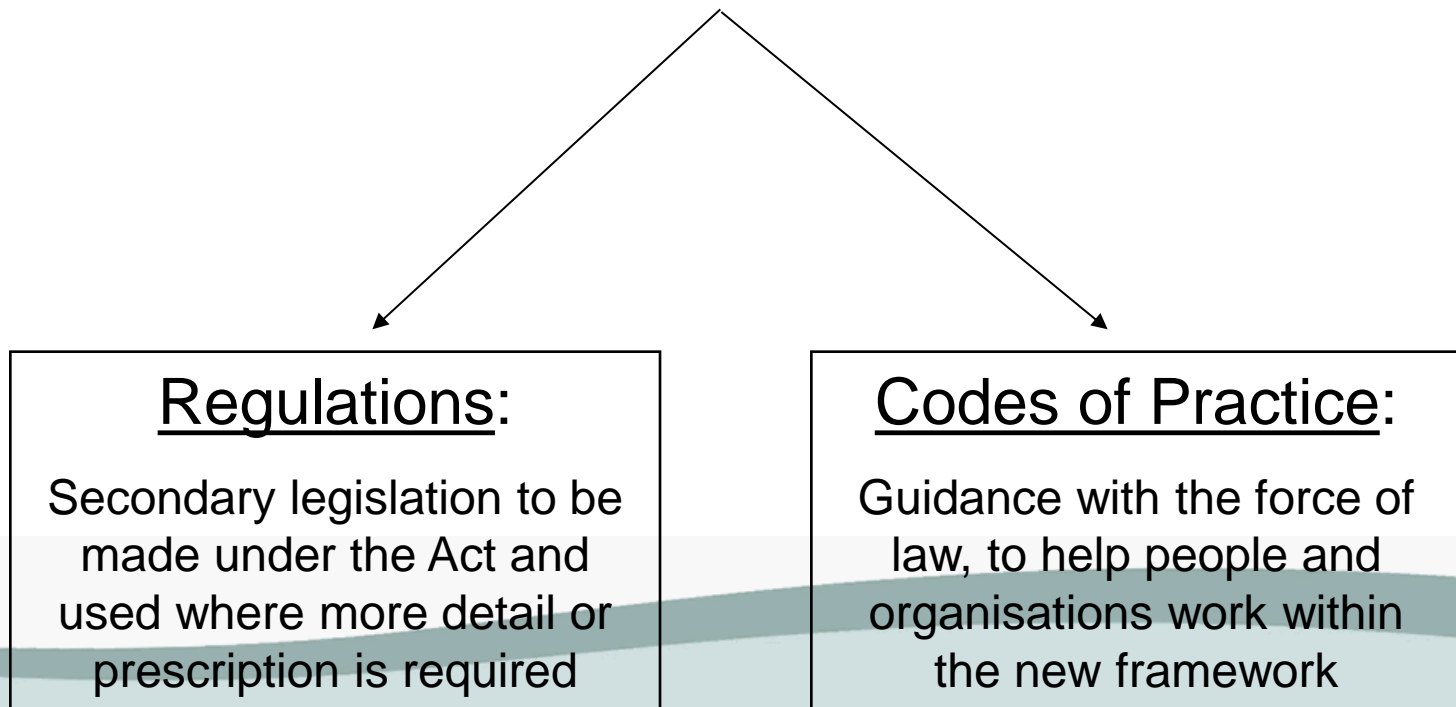 Regulations:
Secondary legislation to be
made under the Act and
used where more detail or
prescription is required
Codes of Practice:
Guidance with the force of
law, to help people and
organisations work within
the new framework